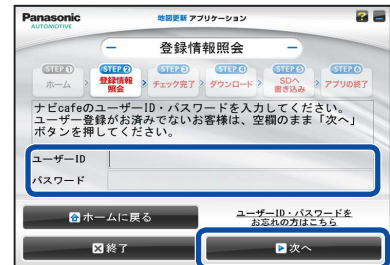 Panasonic
AUTOMOTIVE
地図更新 アプリケーション
?
登録情報照会
STEP 1 STEP 2 STEP 3 STEP 4 STEP 5 STEP 6
ホーム > 登録情報照会 > チェック完了 > ダウンロード > SDへ書き込み > アプリの終了
ナビcafeのユーザーID・パスワードを入力してください。
ユーザー登録がお済みでないお客様は、空欄のまま「次へ」
ボタンを押してください。
ユーザーID
パスワード
ホームに戻る
ユーザーID・パスワードを
お忘れの方はこちら
終了
次へ